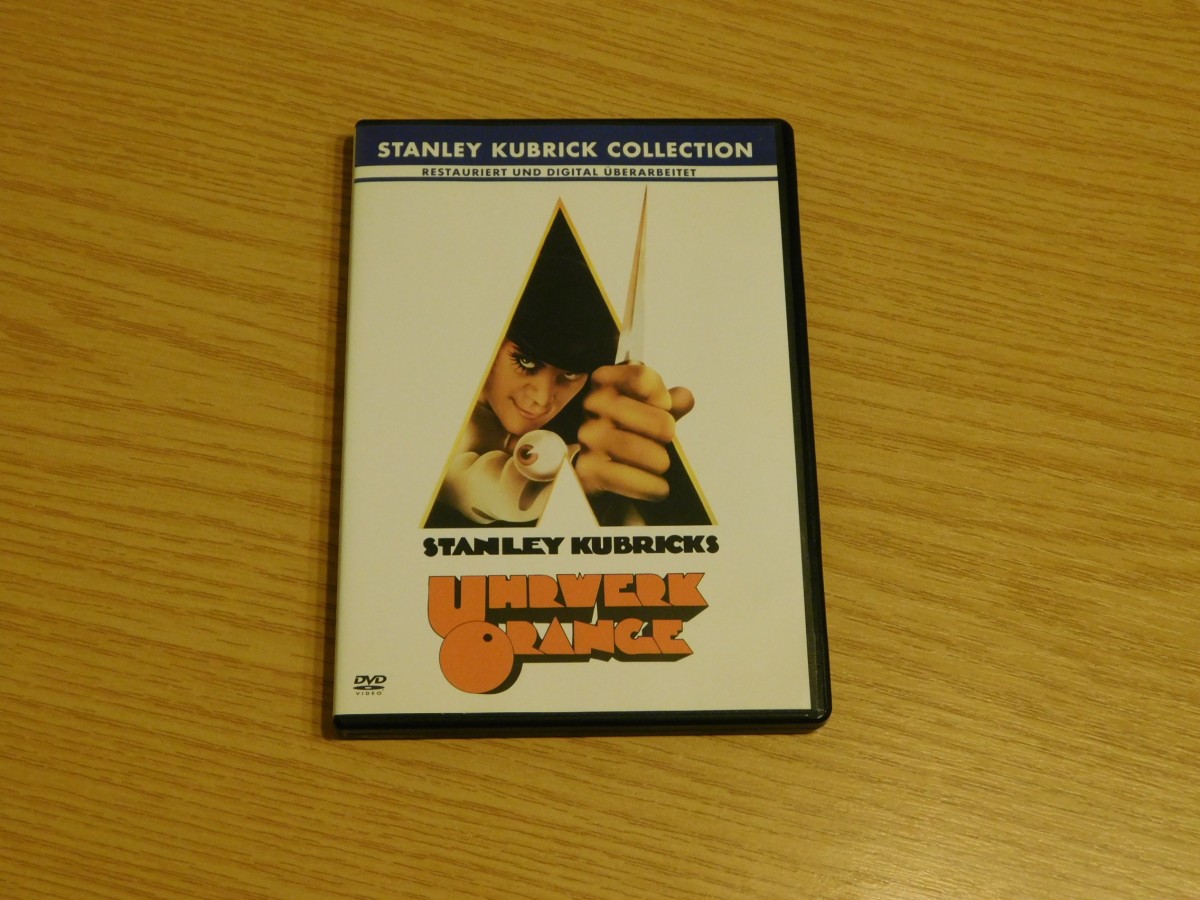 STANLEY KUBRICK COLLECTION
RESTAURIERT UND DIGITAL ÜBERARBEITET
STANLEY KUBRICKS
UHRWERK
ORANGE
DVD
VIDEO